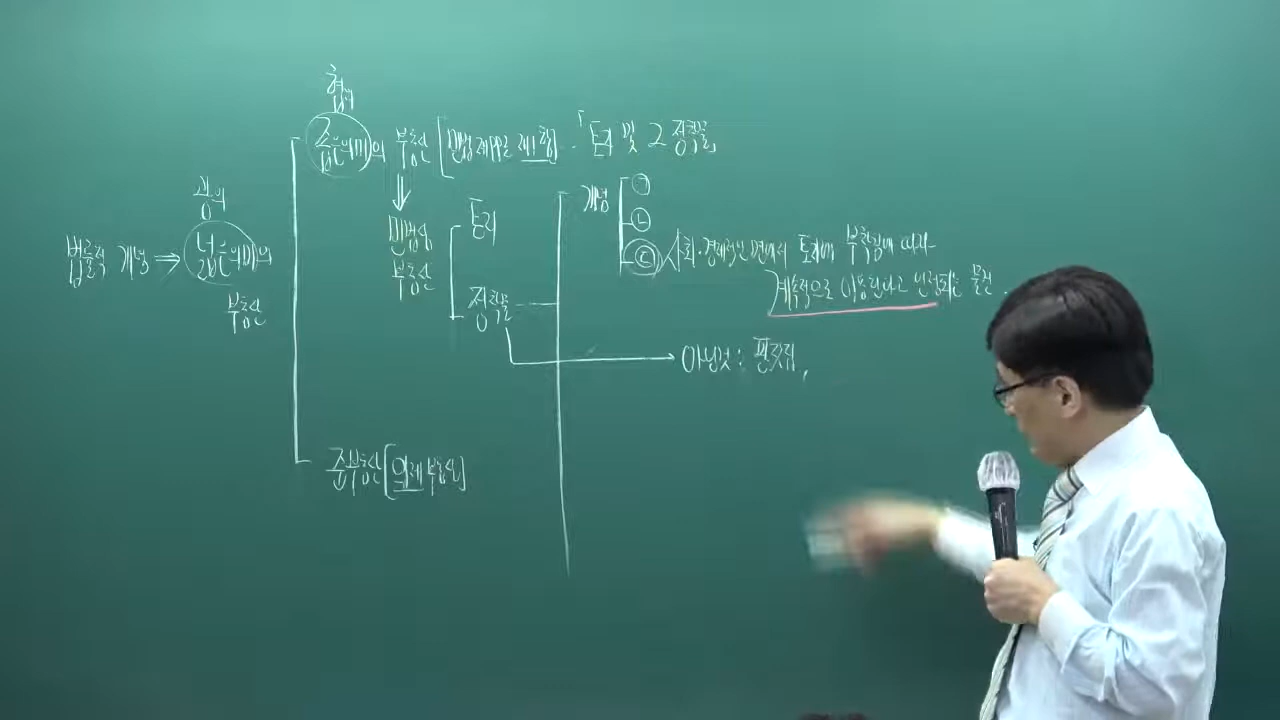 협의
좁은의미의 부동산 [민법 제99조 제1항]. 「토지 및 그 정착물」
광의
법률적 개념 ⇒ 넓은의미의
부동산
민법상
부동산
토지
정착물
개념
㉠
㉡
㉢ 사회·경제적인 면에서 토지에 부착됨에 따라
계속적으로 이용된다고 인정되는 물건.
아닌것 : 판잣집,
준부동산 [의제부동산]